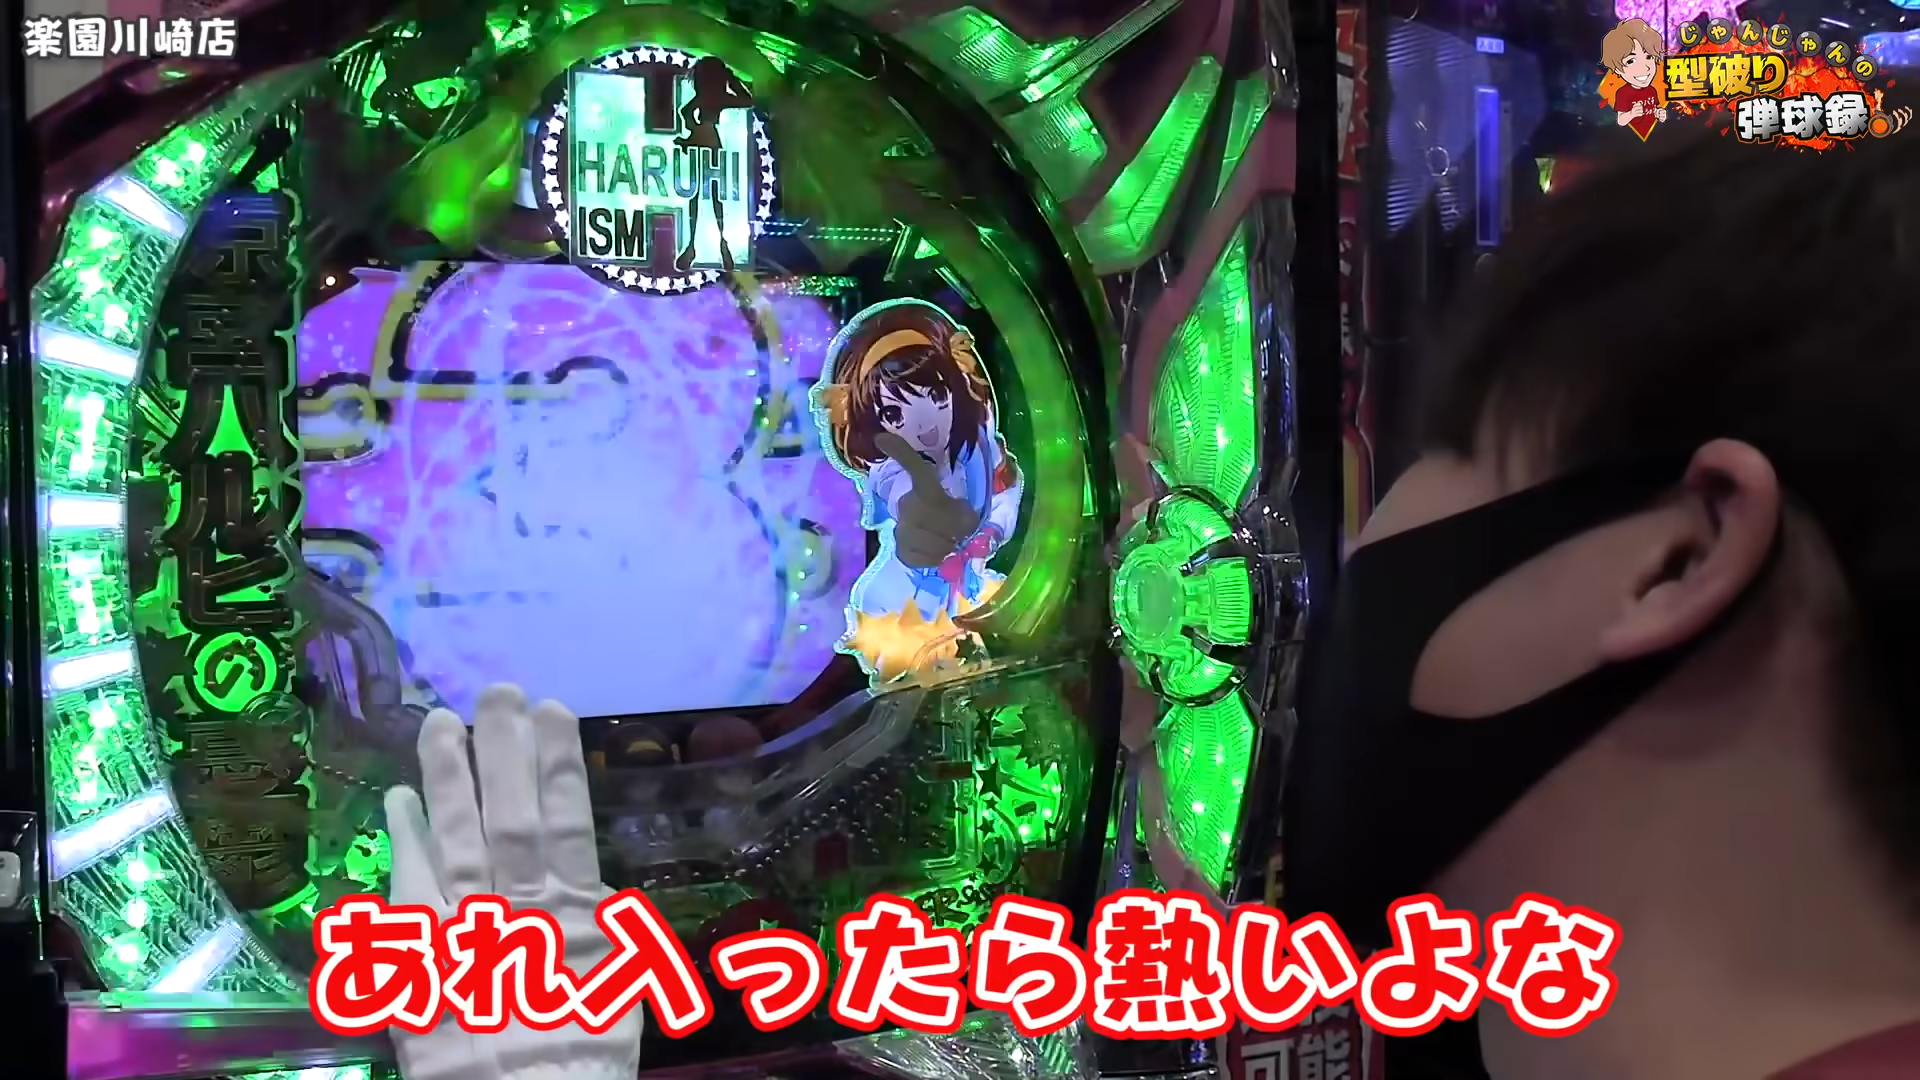 楽園川崎店
じゃんじゃんの
型破り
弾球録
HARUHI
ISM
涼宮ハルヒの憂鬱
あれ入ったら熱いよな
可能